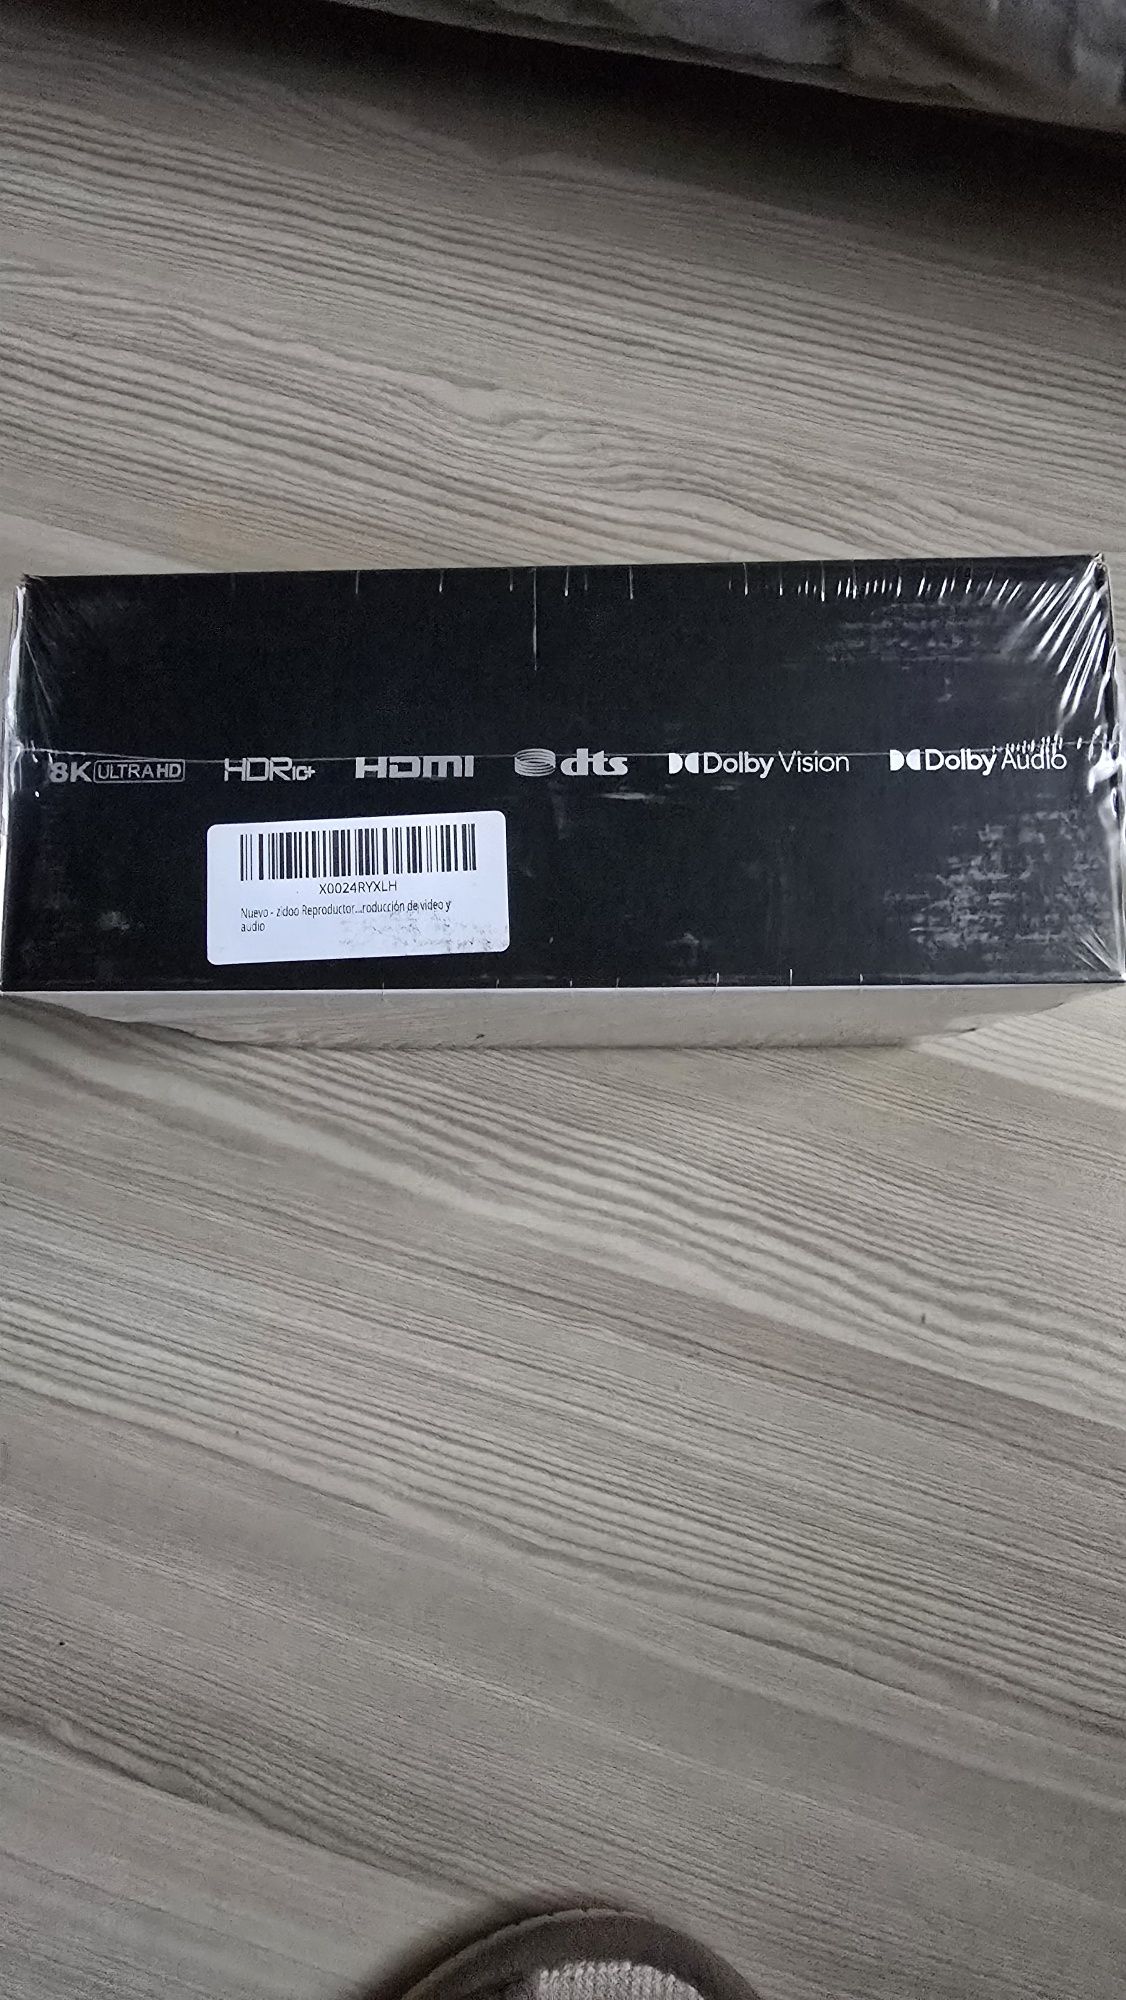 8K ULTRA HD HDR10+ HDMI dts Dolby Vision Dolby Audio
X0024RYXLH
Nuevo - zidoo Reproductor...roducción de video y
audio